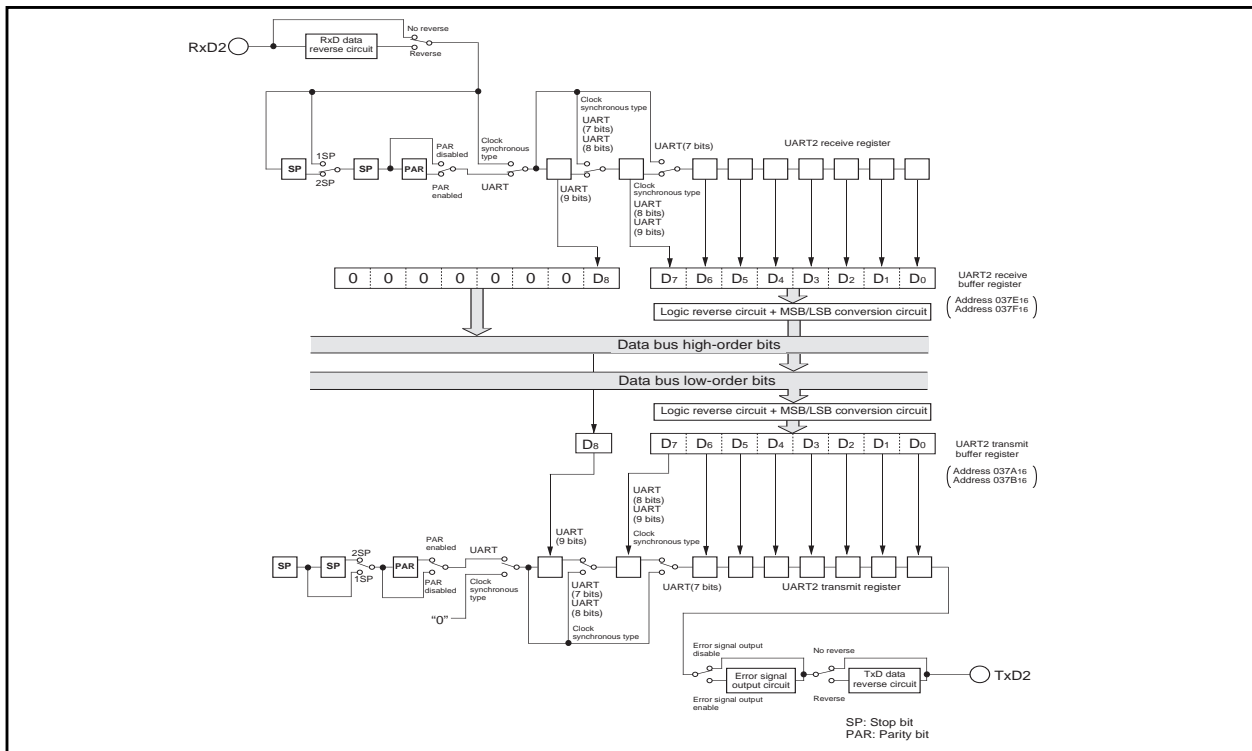 No reverse
RxD2
RxD data
reverse circuit
Reverse
Clock
synchronous type
UART
(7 bits)
UART
(8 bits)
1SP
PAR
disabled
Clock
synchronous
type
UART(7 bits)
UART2 receive register
SP
SP
PAR
2SP
PAR
enabled
UART
UART
(9 bits)
Clock
synchronous type
UART
(8 bits)
UART
(9 bits)
0 0 0 0 0 0 0 D8
D7 D6 D5 D4 D3 D2 D1 D0
UART2 receive
buffer register
(Address 037E16
Address 037F16)
Logic reverse circuit + MSB/LSB conversion circuit
Data bus high-order bits
Data bus low-order bits
Logic reverse circuit + MSB/LSB conversion circuit
D8
D7 D6 D5 D4 D3 D2 D1 D0
UART2 transmit
buffer register
(Address 037A16
Address 037B16)
UART
(8 bits)
UART
(9 bits)
Clock
synchronous type
UART
(9 bits)
PAR
enabled
UART
2SP
SP
SP
PAR
1SP
PAR
disabled
Clock
synchronous
type
"0"
UART
(7 bits)
UART
(8 bits)
Clock
synchronous type
UART(7 bits)
UART2 transmit register
Error signal output
disable
No reverse
Error signal
output circuit
TxD data
reverse circuit
TxD2
Error signal output
enable
Reverse
SP: Stop bit
PAR: Parity bit